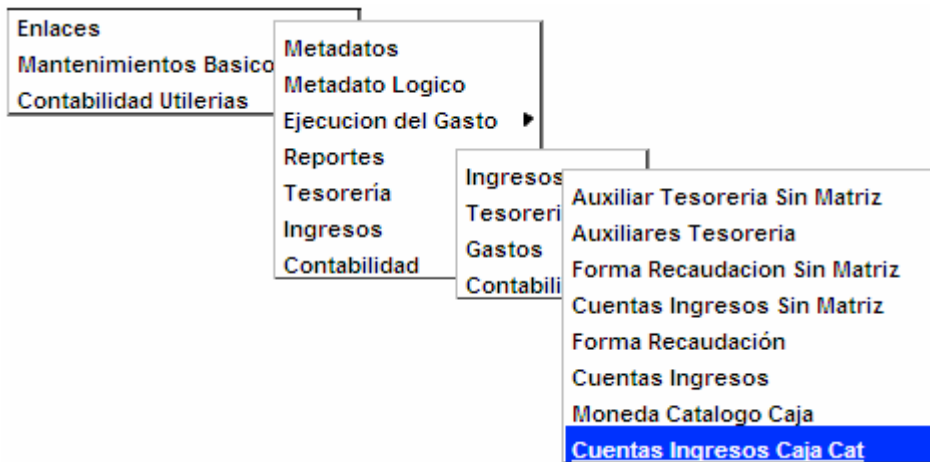 Enlaces
Mantenimientos Basico
Contabilidad Utilerias
Metadatos
Metadato Logico
Ejecucion del Gasto
Reportes
Tesorería
Ingresos
Contabilidad
Ingresos
Tesoreri
Gastos
Contabili
Auxiliar Tesoreria Sin Matriz
Auxiliares Tesoreria
Forma Recaudacion Sin Matriz
Cuentas Ingresos Sin Matriz
Forma Recaudación
Cuentas Ingresos
Moneda Catalogo Caja
Cuentas Ingresos Caja Cat